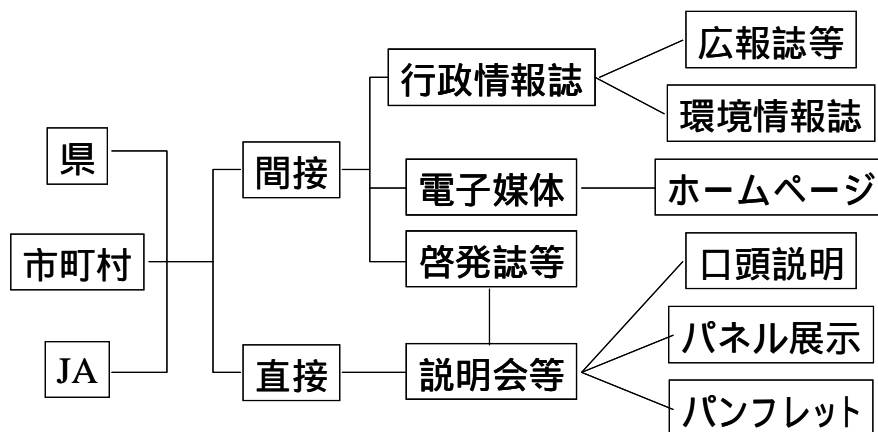 県
市町村
JA
間接
直接
行政情報誌
電子媒体
啓発誌等
説明会等
広報誌等
環境情報誌
ホームページ
口頭説明
パネル展示
パンフレット